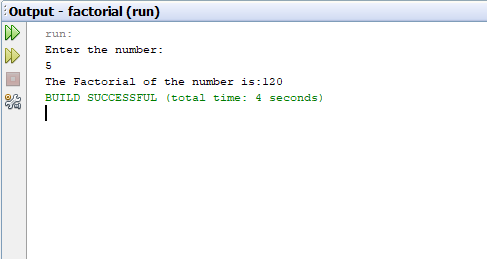 Output - factorial (run)
run:
Enter the number:
5
The Factorial of the number is:120
BUILD SUCCESSFUL (total time: 4 seconds)